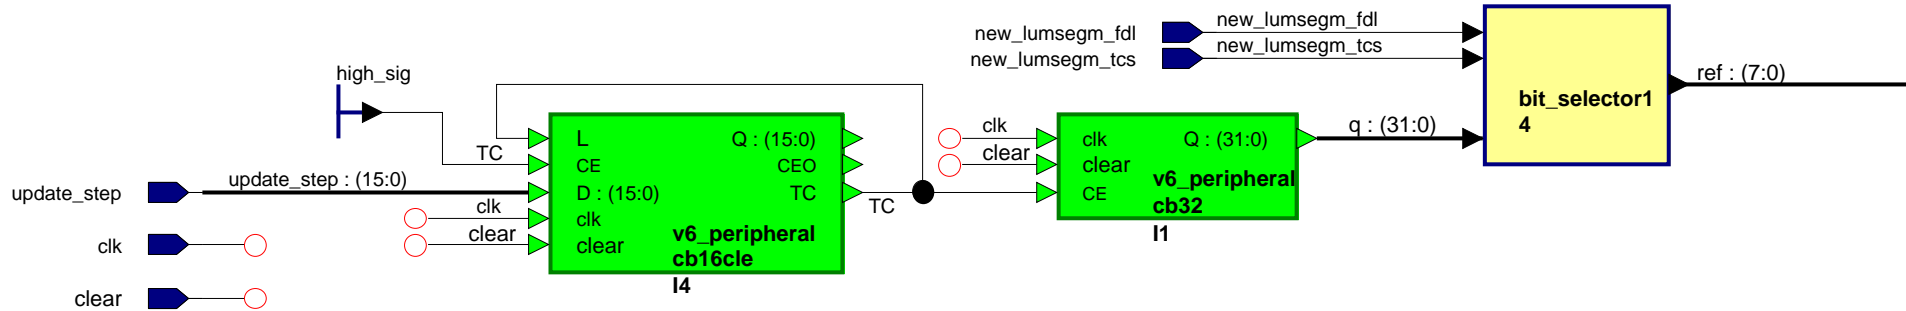 new_lumsegm_fdl
new_lumsegm_fdl
new_lumsegm_tcs
new_lumsegm_tcs
high_sig
ref : (7:0)
bit_selector1
4
L
Q : (15:0)
clk
clk
Q : (31:0)
q : (31:0)
TC
CE
CEO
clear
clear
update_step
update_step : (15:0)
D : (15:0)
TC
TC
CE
v6_peripheral
cb32
I1
clk
clk
clear
clear
v6_peripheral
cb16cle
I4
clk
clear